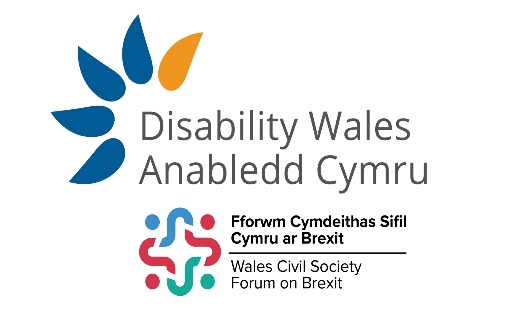 Disability Wales
Anabledd Cymru
Fforwm Cymdeithas Sifil
Cymru ar Brexit
Wales Civil Society
Forum on Brexit